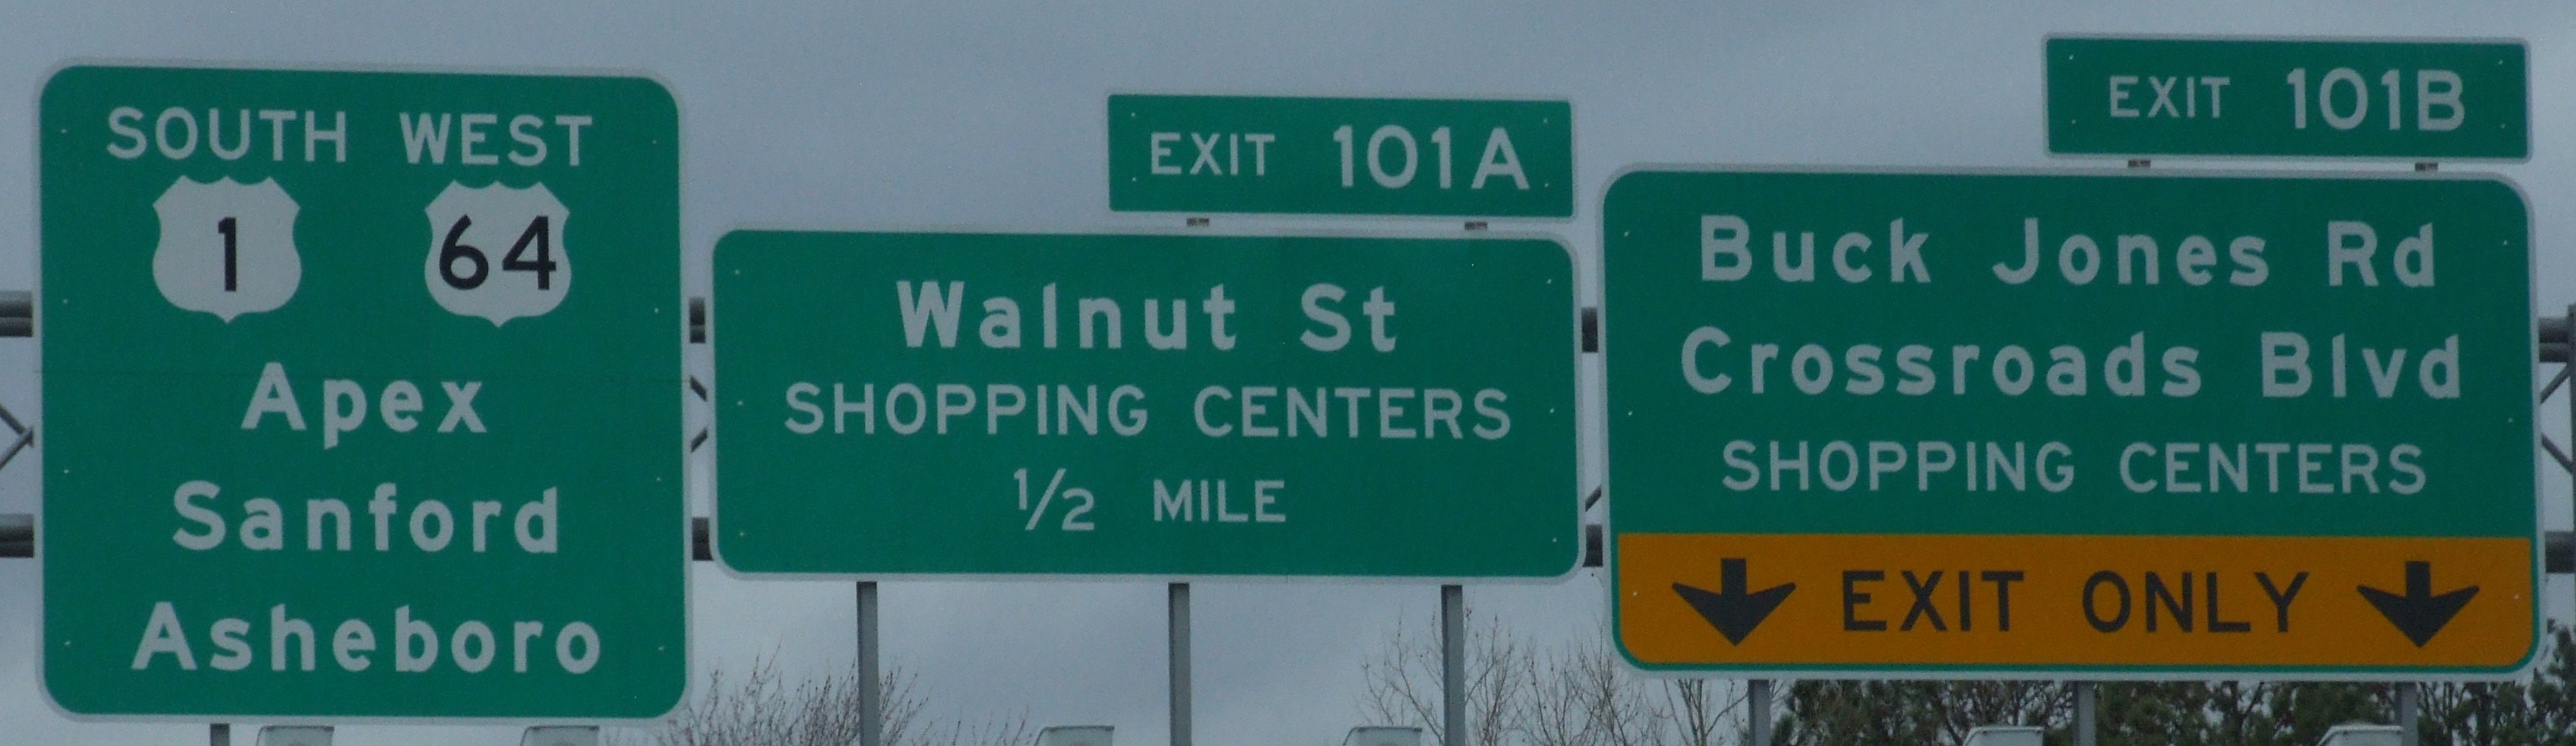 SOUTH WEST
1 64
Apex
Sanford
Asheboro
EXIT 101A
Walnut St
SHOPPING CENTERS
1/2 MILE
EXIT 101B
Buck Jones Rd
Crossroads Blvd
SHOPPING CENTERS
EXIT ONLY